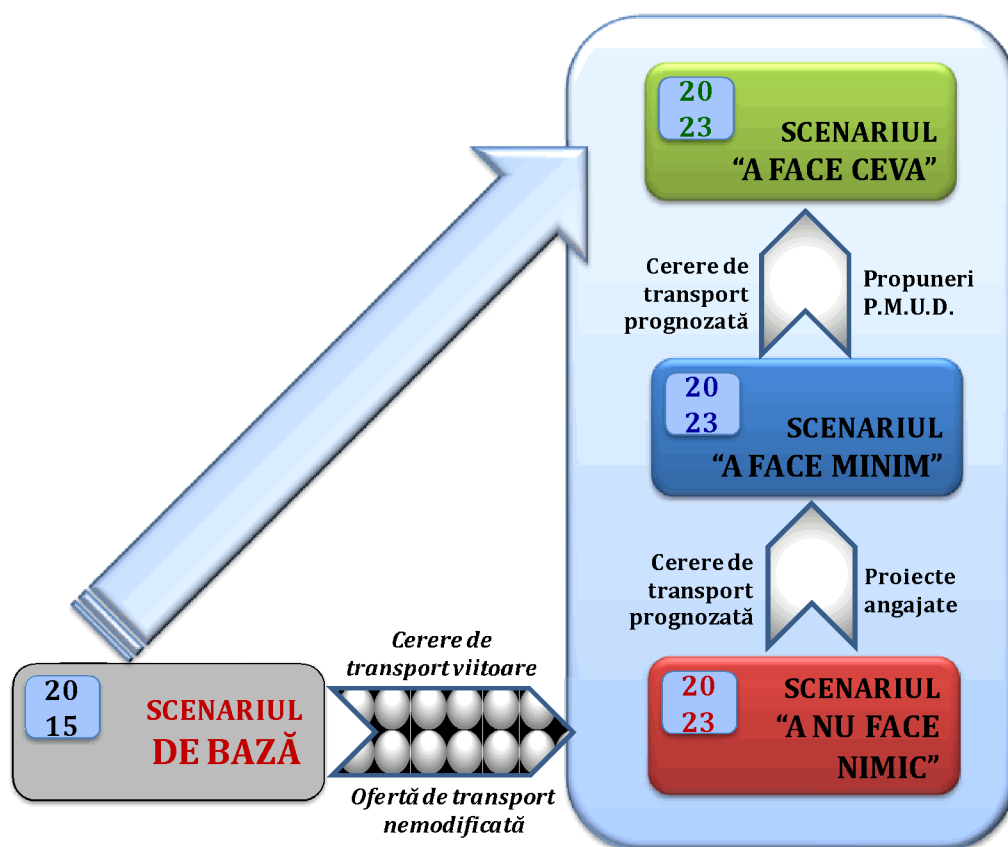 20
23
SCENARIUL
“A FACE CEVA”
Cerere de
transport
prognozată
Propuneri
P.M.U.D.
20
23
SCENARIUL
“A FACE MINIM”
Cerere de
transport
prognozată
Proiecte
angajate
20
23
SCENARIUL
“A NU FACE
NIMIC”
20
15
SCENARIUL
DE BAZĂ
Cerere de
transport viitoare
Ofertă de transport
nemodificată